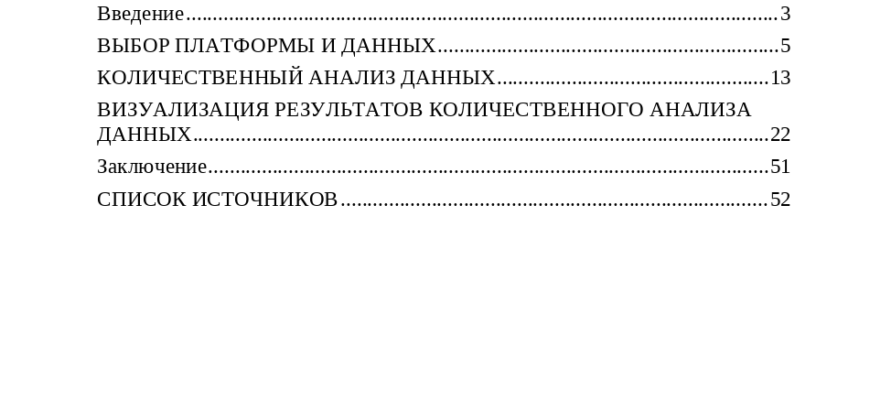 Введение 3
ВЫБОР ПЛАТФОРМЫ И ДАННЫХ 5
КОЛИЧЕСТВЕННЫЙ АНАЛИЗ ДАННЫХ 13
ВИЗУАЛИЗАЦИЯ РЕЗУЛЬТАТОВ КОЛИЧЕСТВЕННОГО АНАЛИЗА
ДАННЫХ 22
Заключение 51
СПИСОК ИСТОЧНИКОВ 52